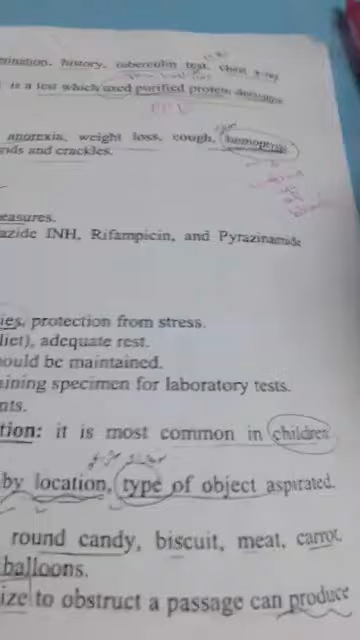 history, tuberculin test, chest x-ray
is a test which used purified protein
PPD
anorexia, weight loss, cough, hemoptysis
and crackles.
easures.
azide INH, Rifampicin, and Pyrazinamide
ies, protection from stress.
diet), adequate rest.
hould be maintained.
aining specimen for laboratory tests.
nts.
tion: it is most common in children
by location, type of object aspirated.
round candy, biscuit, meat, carrot,
balloons.
ize to obstruct a passage can produce